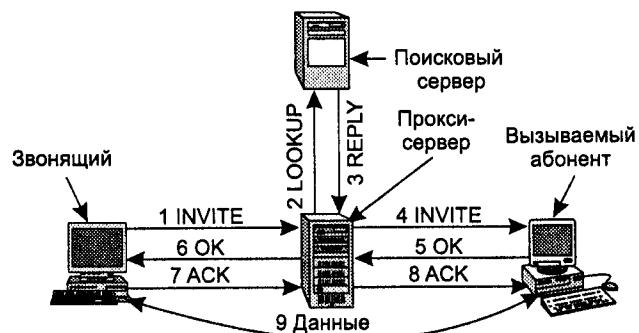 Поисковый
сервер
Прокси-
сервер
Вызываемый
абонент
Звонящий
2 LOOKUP
3 REPLY
1 INVITE
4 INVITE
6 OK
5 OK
7 ACK
8 ACK
9 Данные